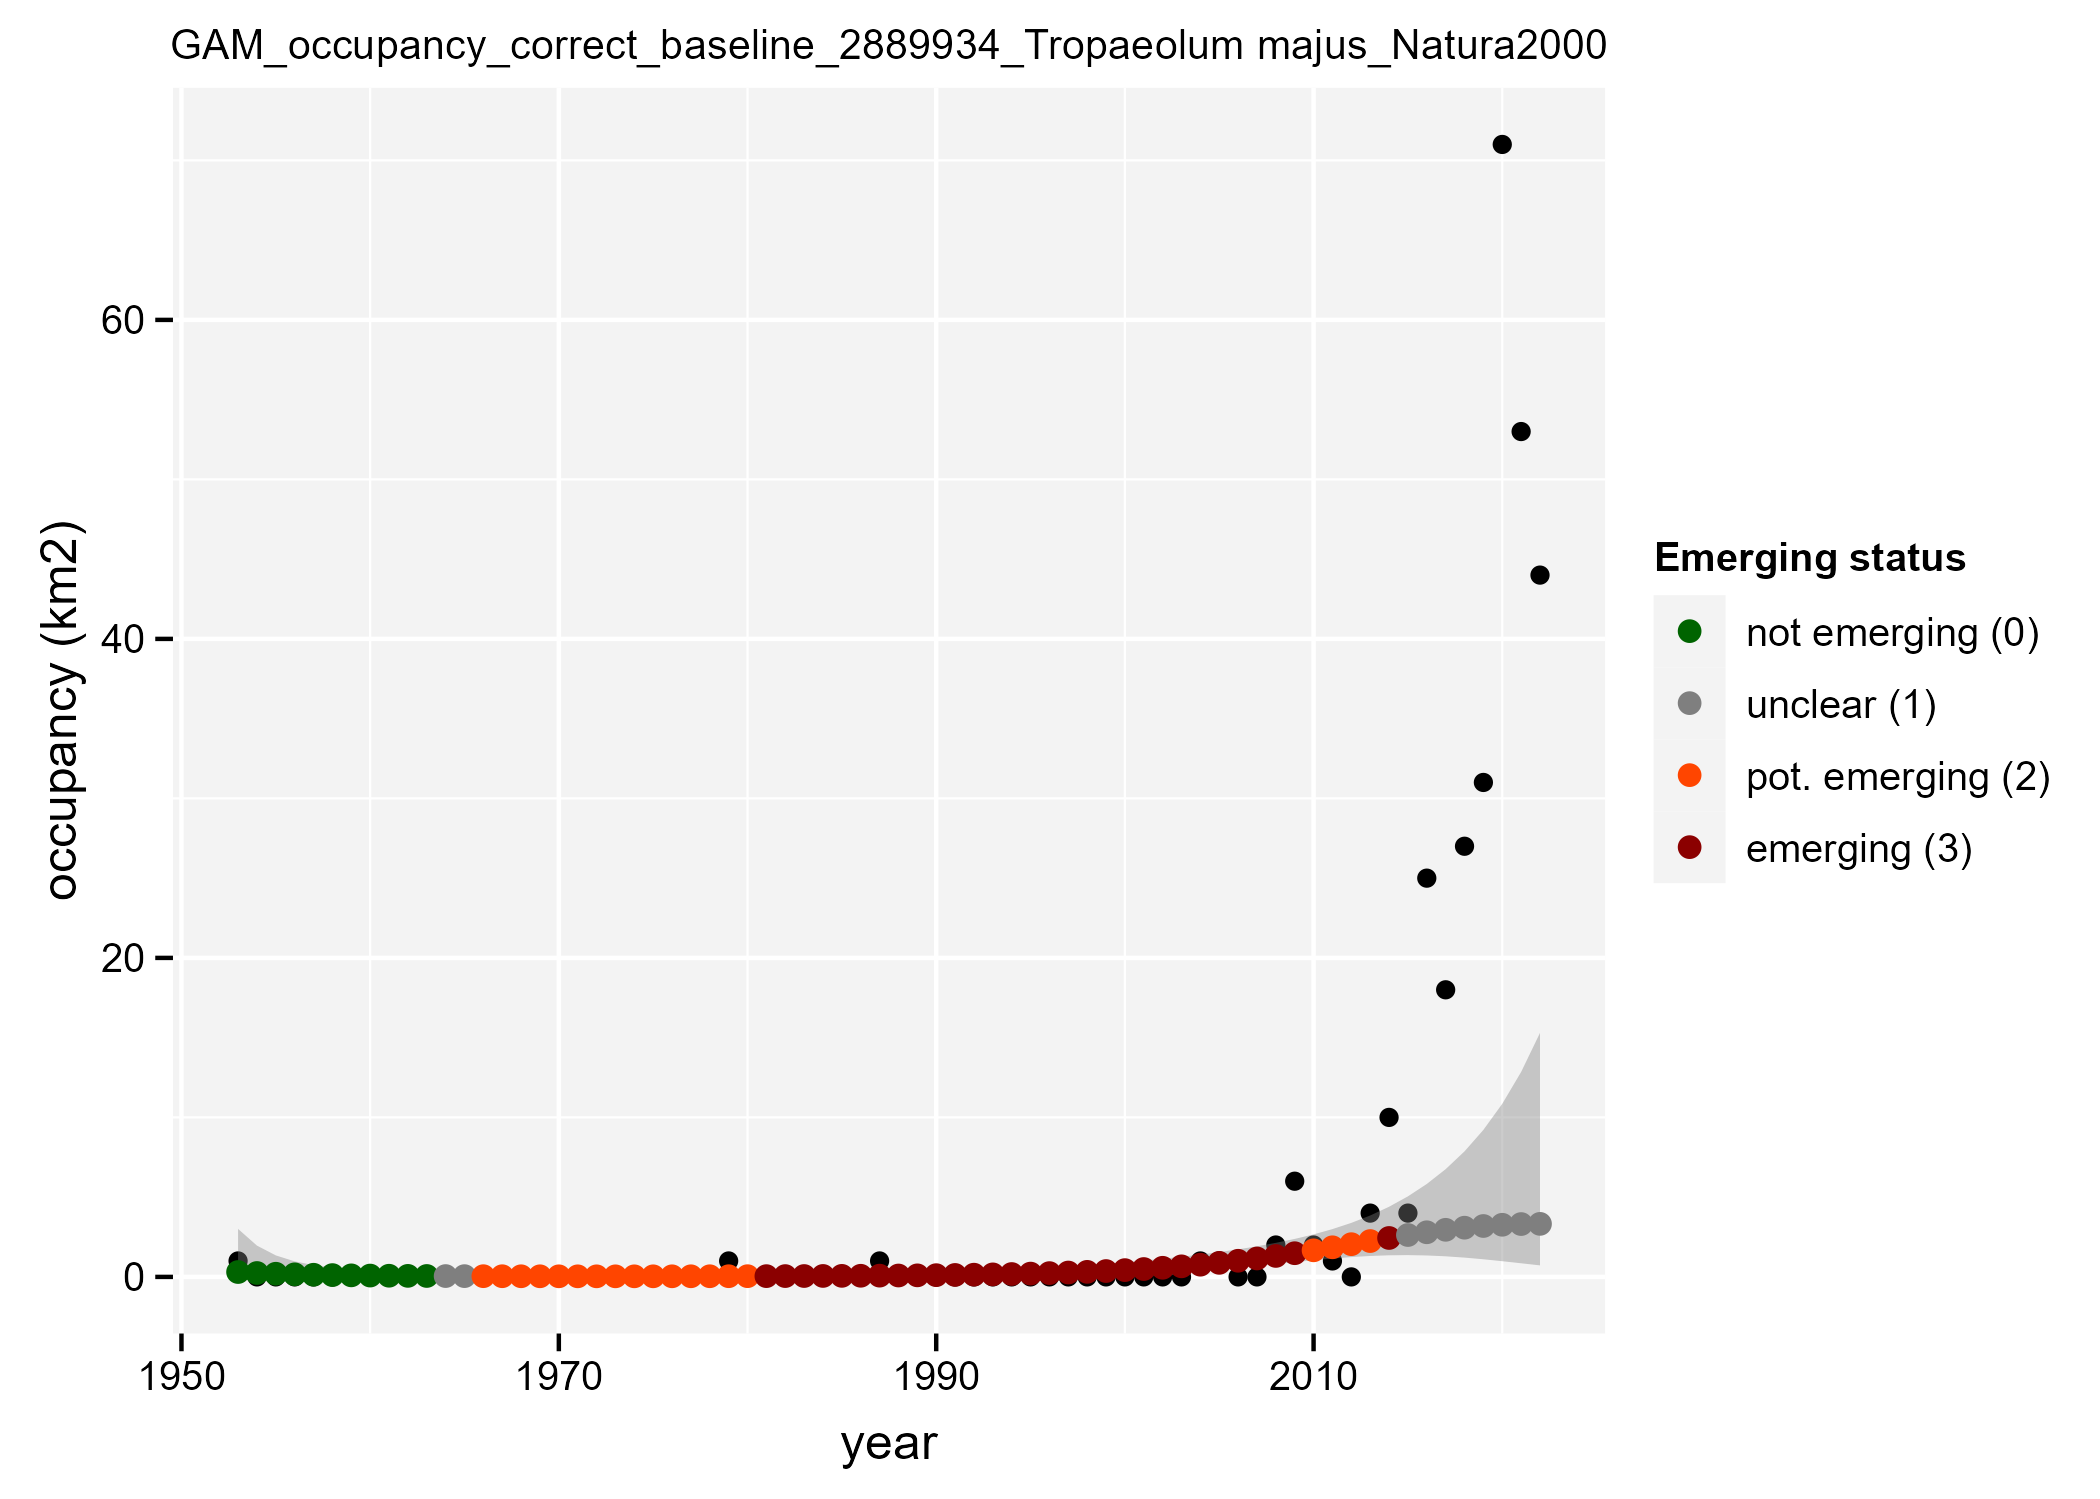 GAM_occupancy_correct_baseline_2889934_Tropaeolum majus_Natura2000
60
40
20
0
occupancy (km2)
1950 1970 1990 2010
year
Emerging status
not emerging (0)
unclear (1)
pot. emerging (2)
emerging (3)